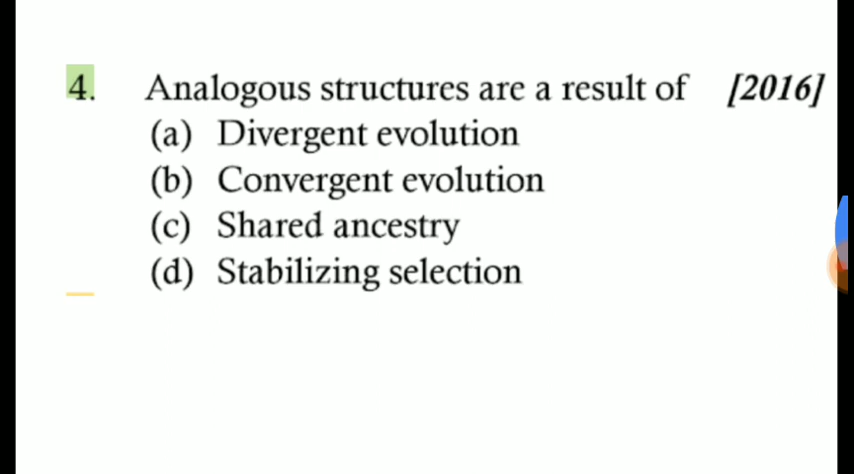 4. Analogous structures are a result of [2016]
(a) Divergent evolution
(b) Convergent evolution
(c) Shared ancestry
(d) Stabilizing selection